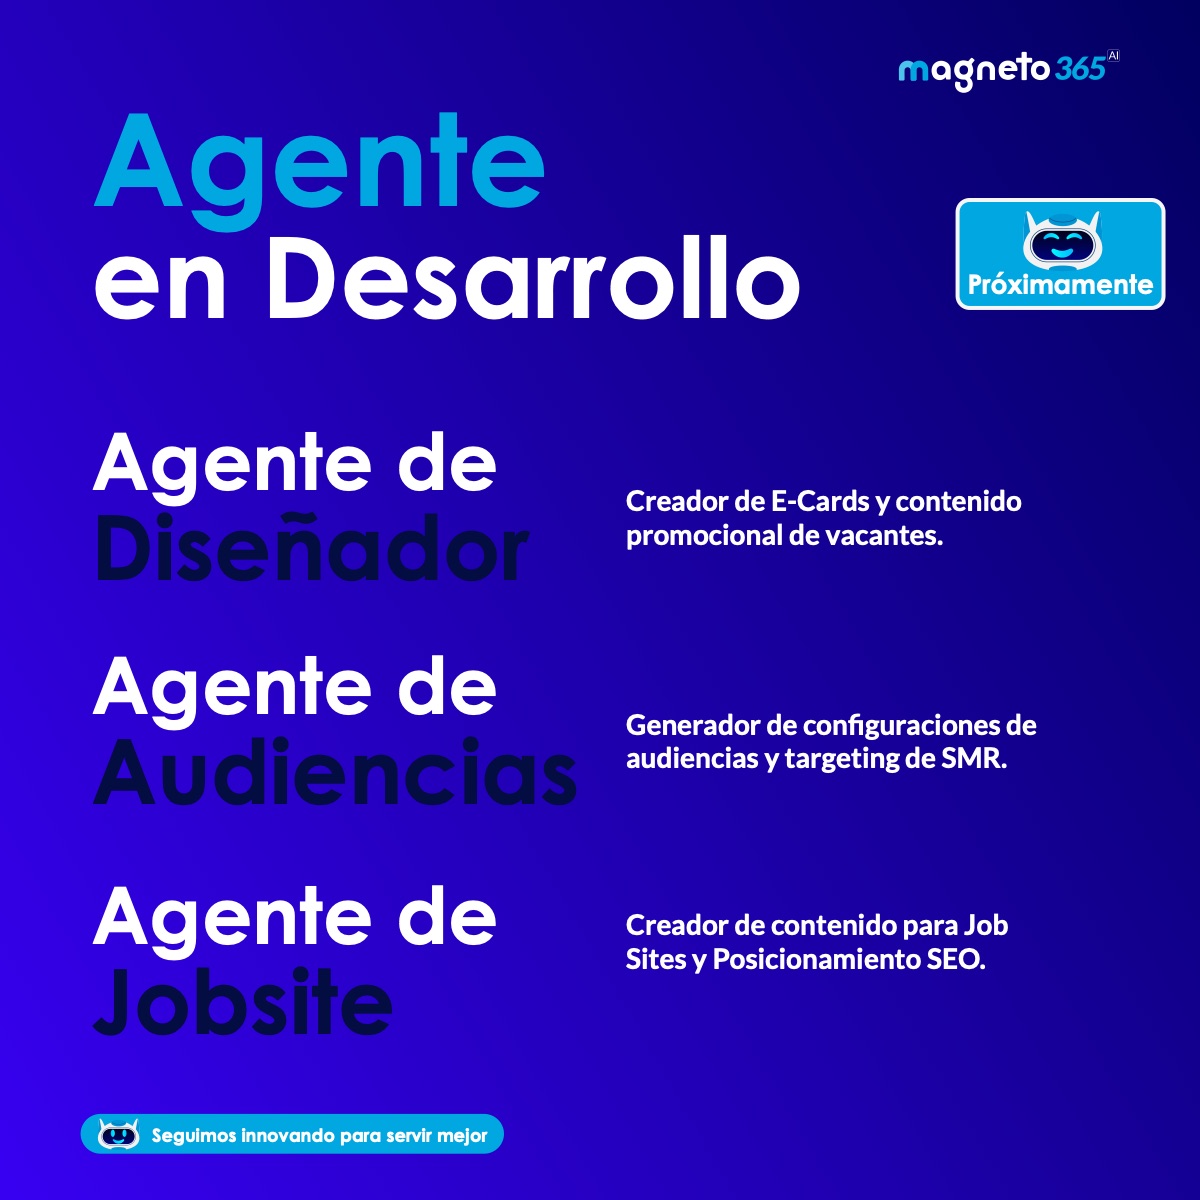 magneto 365 AI
Agente
en Desarrollo
Próximamente
Agente de
Diseñador
Creador de E-Cards y contenido
promocional de vacantes.
Agente de
Audiencias
Generador de configuraciones de
audiencias y targeting de SMR.
Agente de
Jobsite
Creador de contenido para Job
Sites y Posicionamiento SEO.
Seguimos innovando para servir mejor